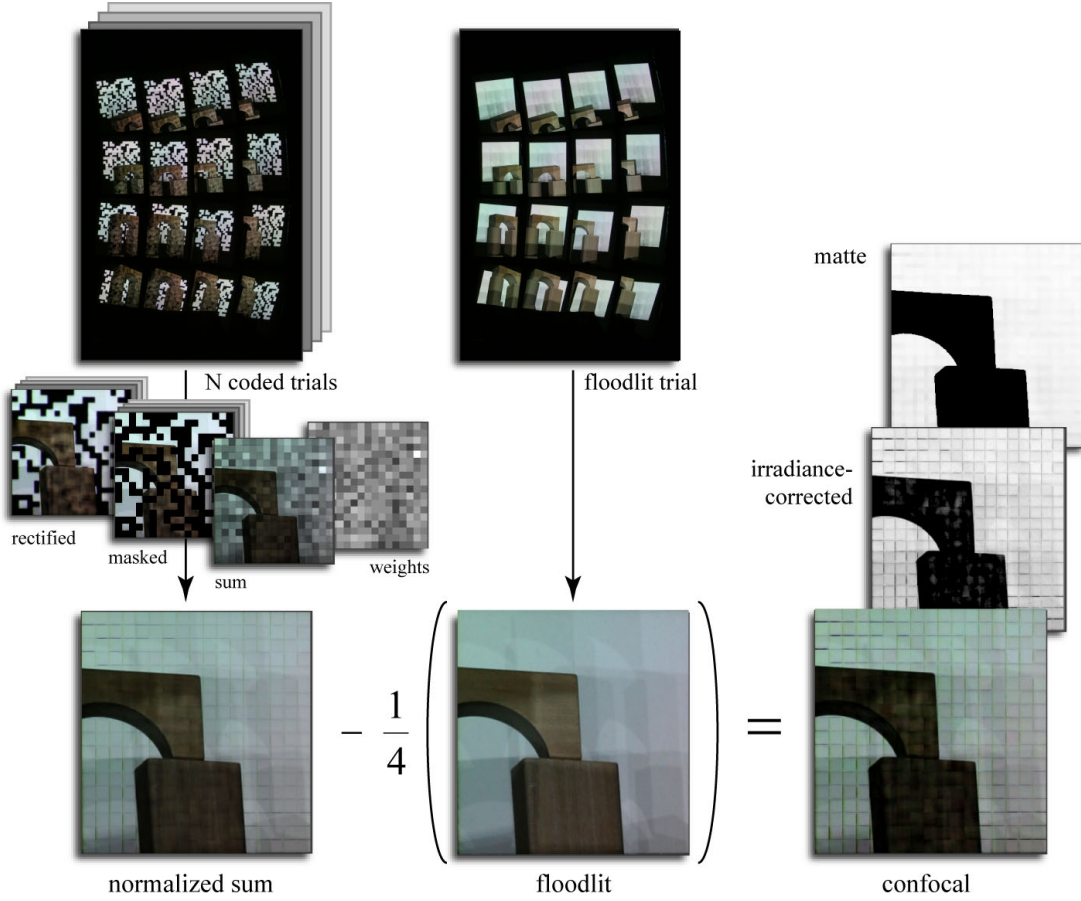 N coded trials
floodlit trial
matte
irradiance-
corrected
rectified
masked
sum
weights
− 1/4 ( ) =
normalized sum
floodlit
confocal